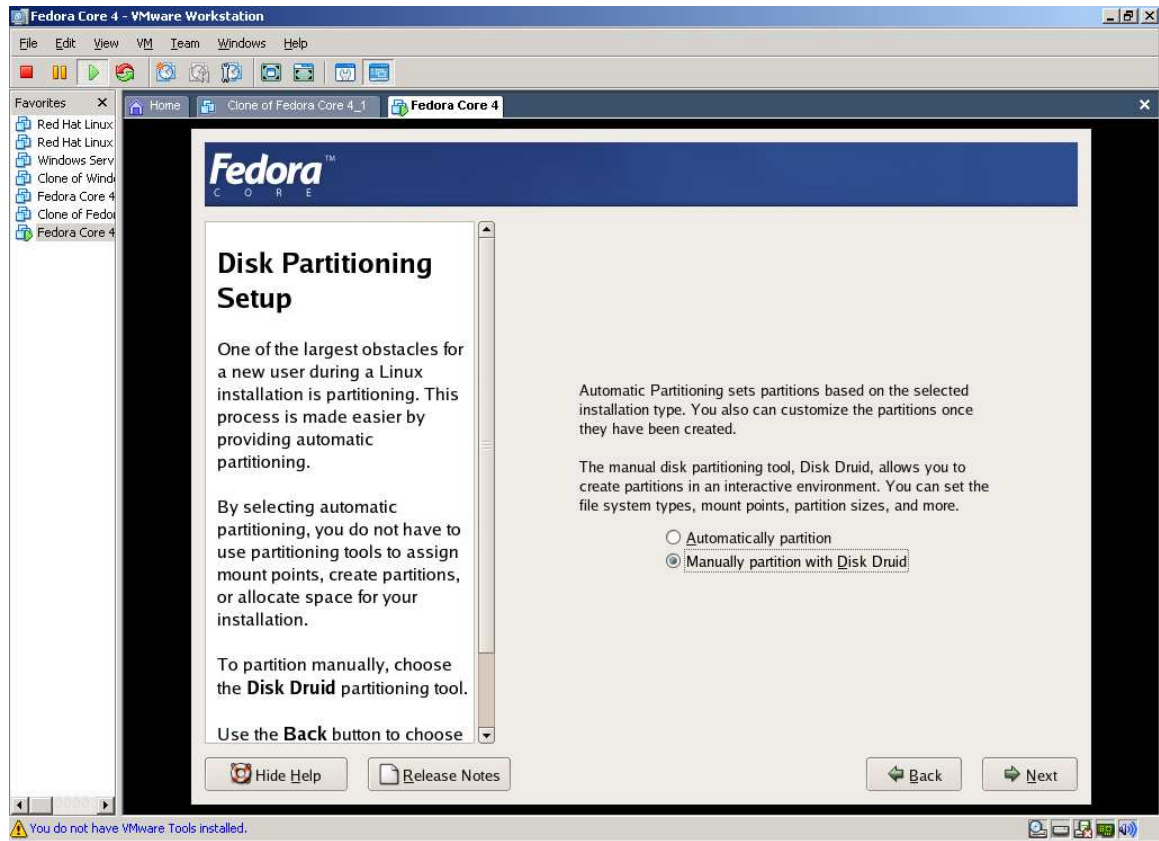 Fedora Core 4 - VMware Workstation
File Edit View VM Team Windows Help
Favorites
Home
Clone of Fedora Core 4_1
Fedora Core 4
Red Hat Linux
Red Hat Linux
Windows Serv
Clone of Wind
Fedora Core 4
Clone of Fedo
Fedora Core 4
Fedora™
CORE
Disk Partitioning
Setup
One of the largest obstacles for
a new user during a Linux
installation is partitioning. This
process is made easier by
providing automatic
partitioning.
By selecting automatic
partitioning, you do not have to
use partitioning tools to assign
mount points, create partitions,
or allocate space for your
installation.
To partition manually, choose
the Disk Druid partitioning tool.
Use the Back button to choose
Automatic Partitioning sets partitions based on the selected
installation type. You also can customize the partitions once
they have been created.
The manual disk partitioning tool, Disk Druid, allows you to
create partitions in an interactive environment. You can set the
file system types, mount points, partition sizes, and more.
Automatically partition
Manually partition with Disk Druid
Hide Help
Release Notes
Back
Next
You do not have VMware Tools installed.